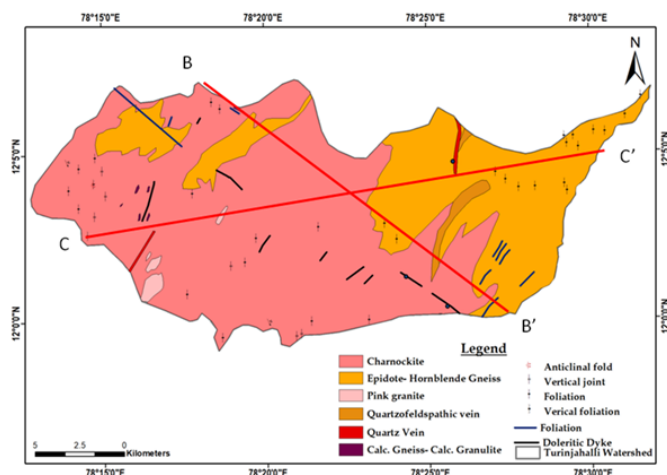 78°15'0"E 78°20'0"E 78°25'0"E 78°30'0"E
N
B
12°5'0"N
12°5'0"N
C'
C
12°0'0"N
12°0'0"N
B'
Legend
Charnockite
Epidote- Hornblende Gneiss
Pink granite
Quartzofeldspathic vein
Quartz Vein
Calc. Gneiss- Calc. Granulite
Anticlinal fold
Vertical joint
Foliation
Verical foliation
Foliation
Doleritic Dyke
Turinjahalli Watershed
5 2.5 0
Kilometers
78°15'0"E 78°20'0"E 78°25'0"E 78°30'0"E